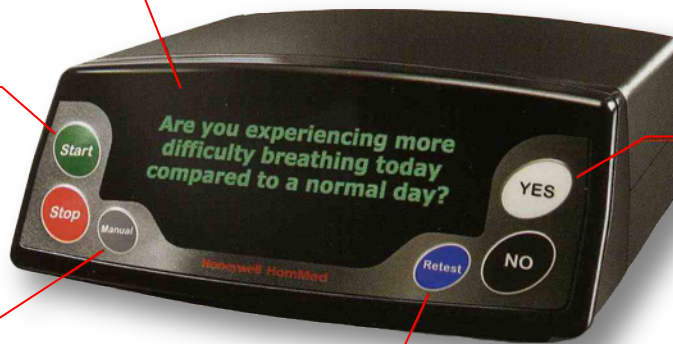 Are you experiencing more
difficulty breathing today
compared to a normal day?
Start
Stop
Manual
Honeywell HomMed
Retest
YES
NO